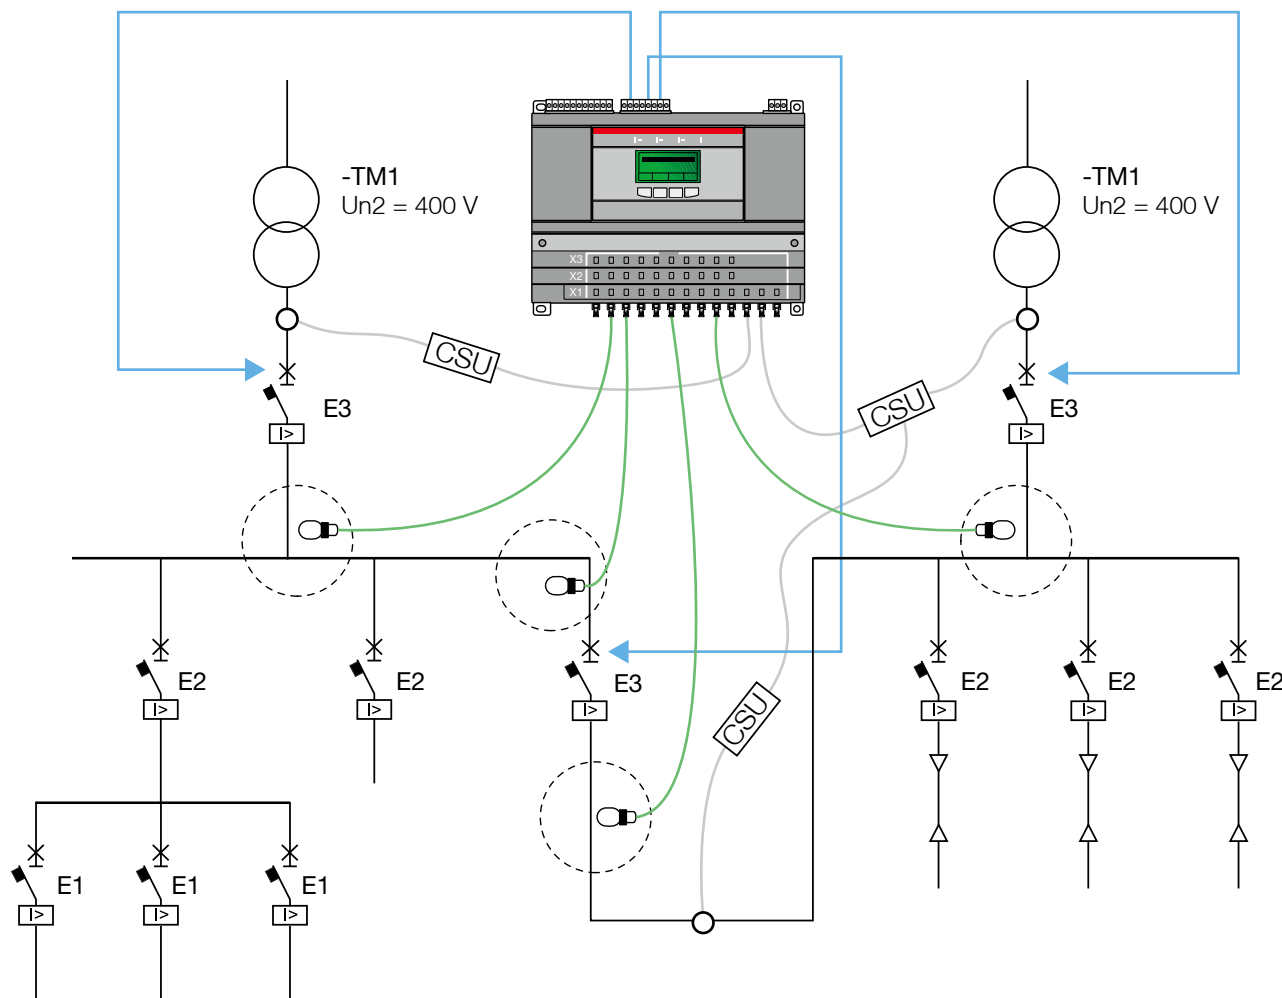 -TM1
Un2 = 400 V
-TM1
Un2 = 400 V
X3
X2
X1
CSU
CSU
E3
E3
I>
I>
E2
E2
E3
E2
E2
E2
I>
I>
I>
I>
I>
I>
CSU
E1
E1
E1
I>
I>
I>